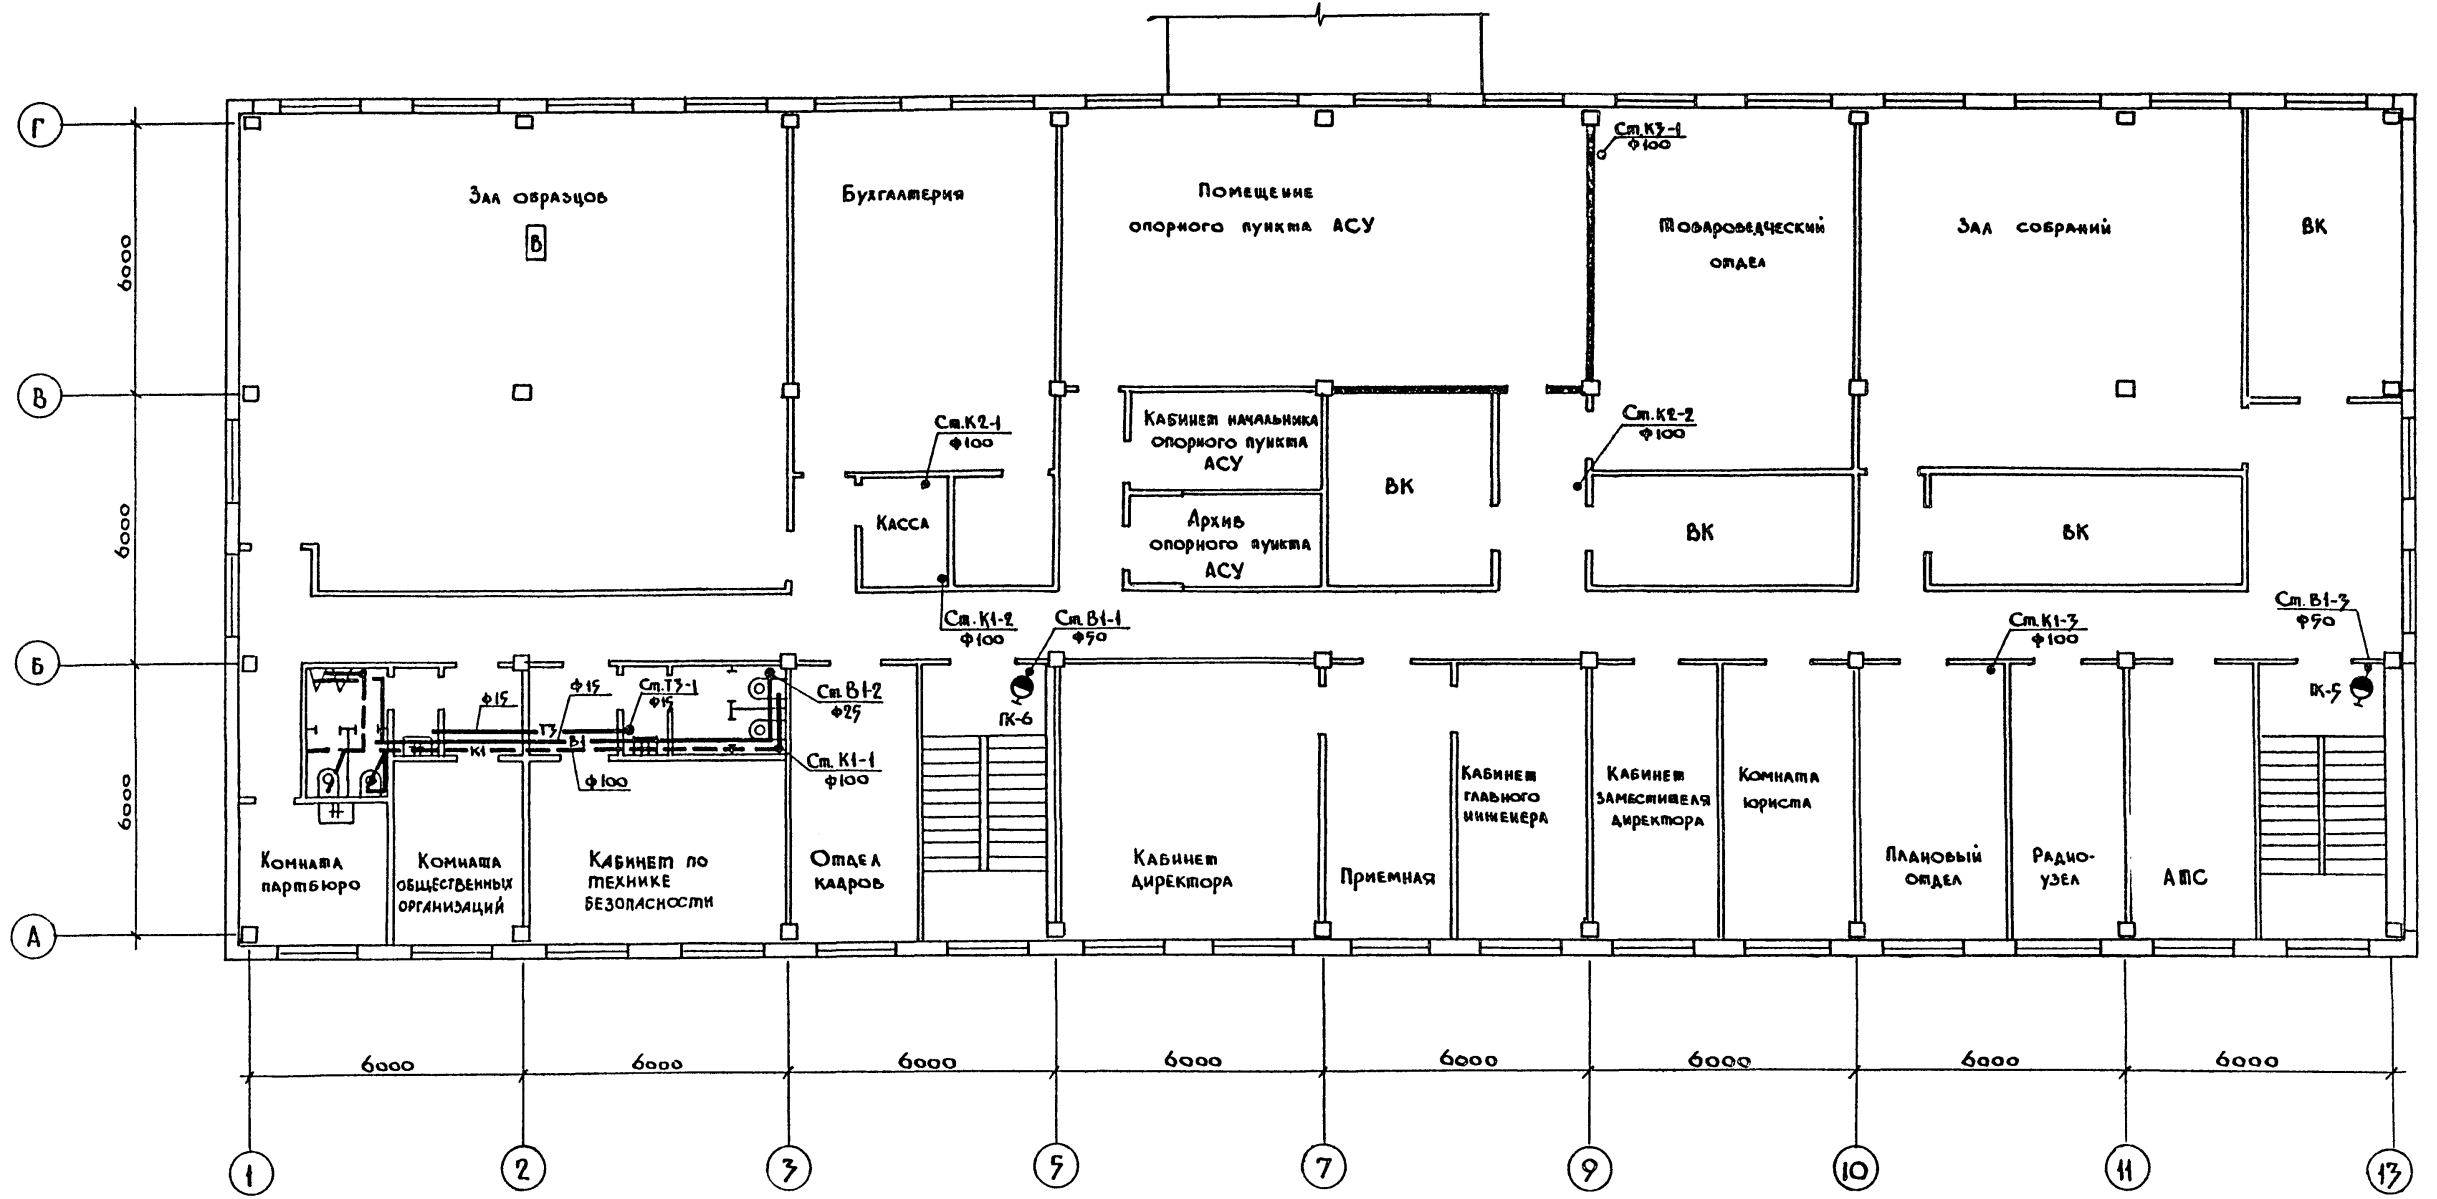 Г
Ст.К3-1
ф100
Зал образцов
Бухгалтерия
Помещение
опорного пункта АСУ
Товароведческий
отдел
Зал собраний
ВК
В
6000
В
Ст.К2-1
ф100
Кабинет начальника
опорного пункта
АСУ
Ст.К2-2
ф100
ВК
6000
Касса
Архив
опорного пункта
АСУ
ВК
ВК
Ст.К1-2
ф100
Ст.В1-1
ф50
Ст.К1-3
ф100
Ст.В1-3
ф50
Б
ф15
ф15
Ст.Т3-1
ф15
Ст.В1-2
ф25
ПК-6
ПК-5
Т3
В1
К1
ф100
Ст.К1-1
ф100
6000
Комната
партбюро
Комната
общественных
организаций
Кабинет по
технике
безопасности
Отдел
кадров
Кабинет
директора
Приемная
Кабинет
главного
инженера
Кабинет
заместителя
директора
Комната
юриста
Плановый
отдел
Радио-
узел
АТС
А
6000 6000 6000 6000 6000 6000 6000 6000
1 2 3 5 7 9 10 11 13